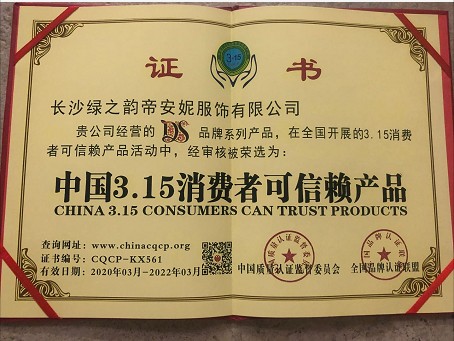 3·15
证 书
长沙绿之韵帝安妮服饰有限公司
贵公司经营的 DS 品牌系列产品，在全国开展的3.15消费
者可信赖产品活动中，经审核被荣选为：
中国3.15消费者可信赖产品
CHINA 3.15 CONSUMERS CAN TRUST PRODUCTS
查询网址：www.chinacqcp.org
证书编号：CQCP-KX561
有效日期：2020年03月-2022年03月
中国质量认证监督委员会 全国品牌认证联盟